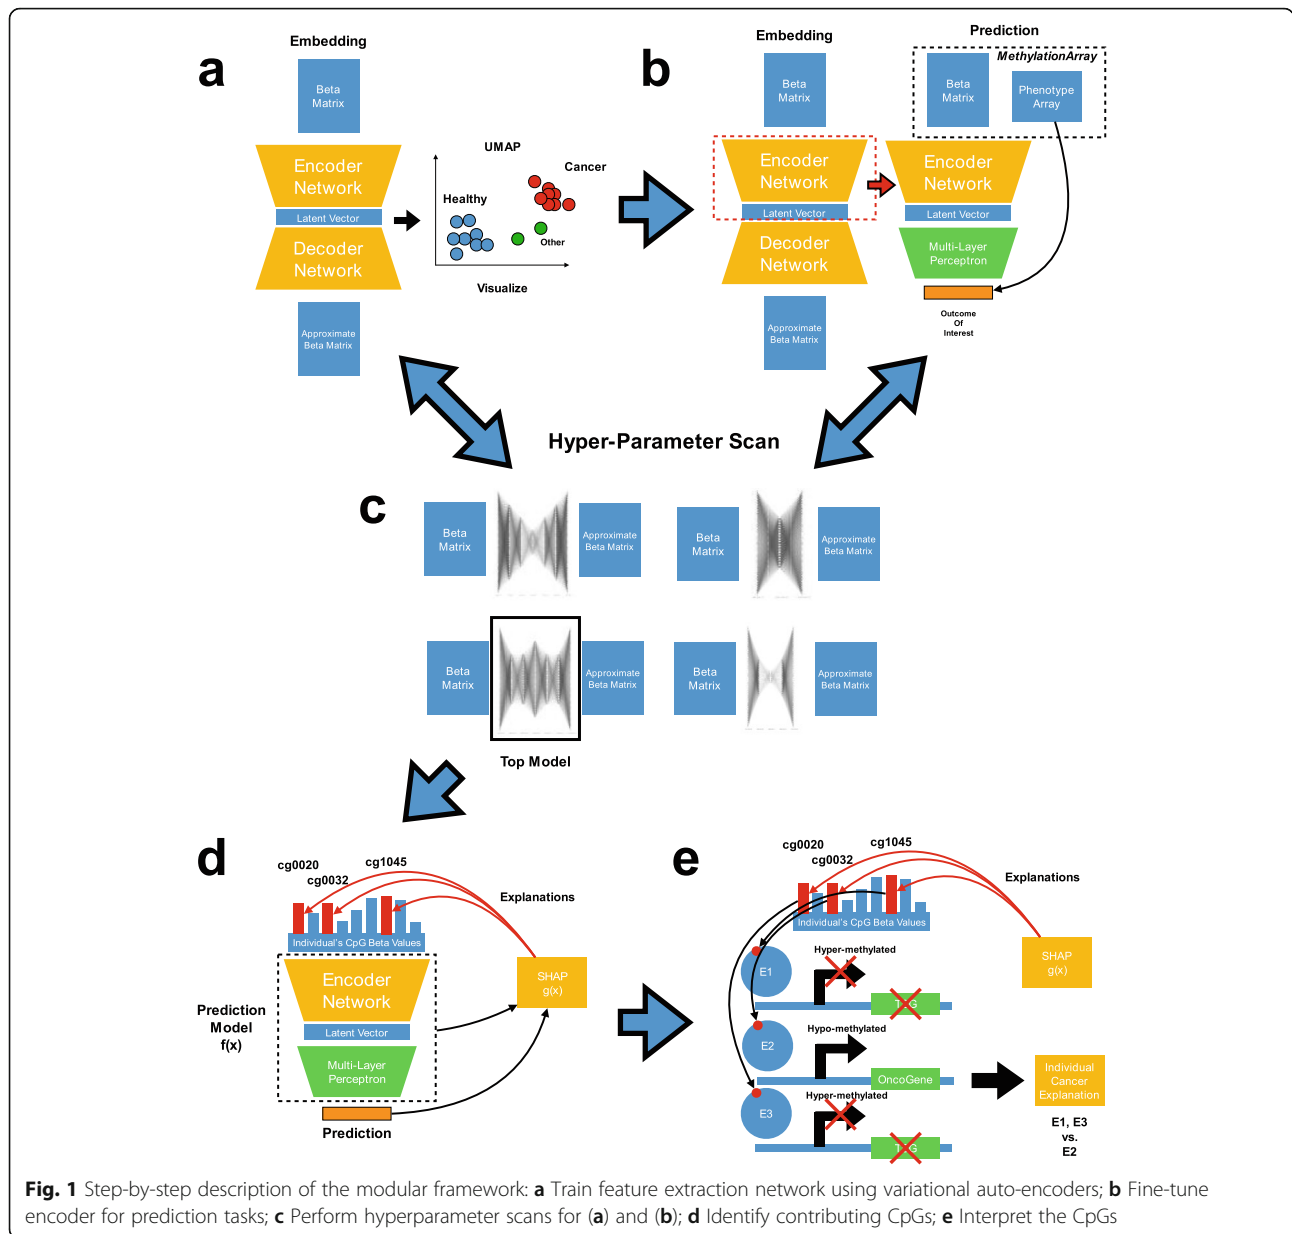 a
Embedding
Beta
Matrix
Encoder
Network
Latent Vector
Decoder
Network
Approximate
Beta Matrix
UMAP
Cancer
Healthy
Other
Visualize
b
Embedding
Beta
Matrix
Encoder
Network
Latent Vector
Decoder
Network
Approximate
Beta Matrix
Prediction
MethylationArray
Beta
Matrix
Phenotype
Array
Encoder
Network
Latent Vector
Multi-Layer
Perceptron
Outcome
Of
Interest
Hyper-Parameter Scan
c
Beta
Matrix
Approximate
Beta Matrix
Beta
Matrix
Approximate
Beta Matrix
Beta
Matrix
Approximate
Beta Matrix
Top Model
Beta
Matrix
Approximate
Beta Matrix
d
cg0020
cg0032
cg1045
Explanations
Individual's CpG Beta Values
Encoder
Network
Latent Vector
Multi-Layer
Perceptron
Prediction
Model
f(x)
SHAP
g(x)
Prediction
e
cg0020
cg0032
cg1045
Explanations
Individual's CpG Beta Values
SHAP
g(x)
E1
Hyper-methylated
E2
Hypo-methylated
OncoGene
E3
Hyper-methylated
Individual
Cancer
Explanation
E1, E3
vs.
E2
Fig. 1 Step-by-step description of the modular framework: a Train feature extraction network using variational auto-encoders; b Fine-tune
encoder for prediction tasks; c Perform hyperparameter scans for (a) and (b); d Identify contributing CpGs; e Interpret the CpGs